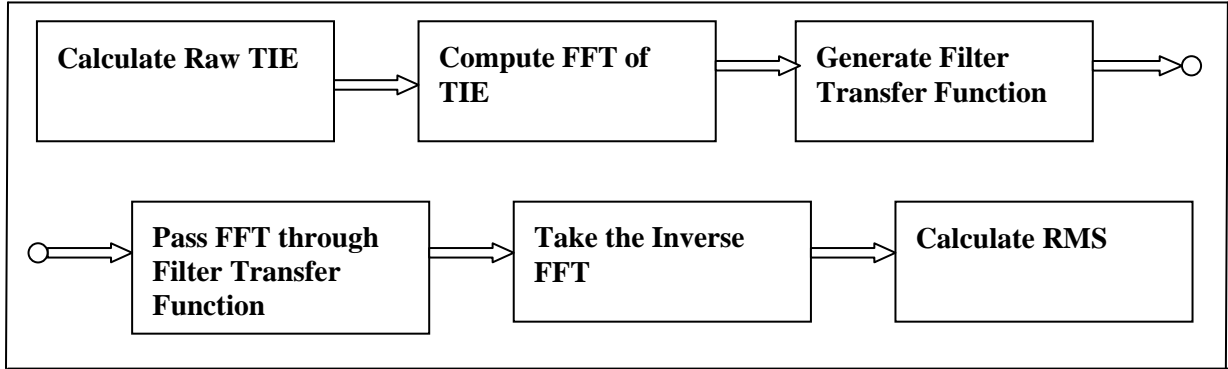 Calculate Raw TIE
Compute FFT of
TIE
Generate Filter
Transfer Function
Pass FFT through
Filter Transfer
Function
Take the Inverse
FFT
Calculate RMS